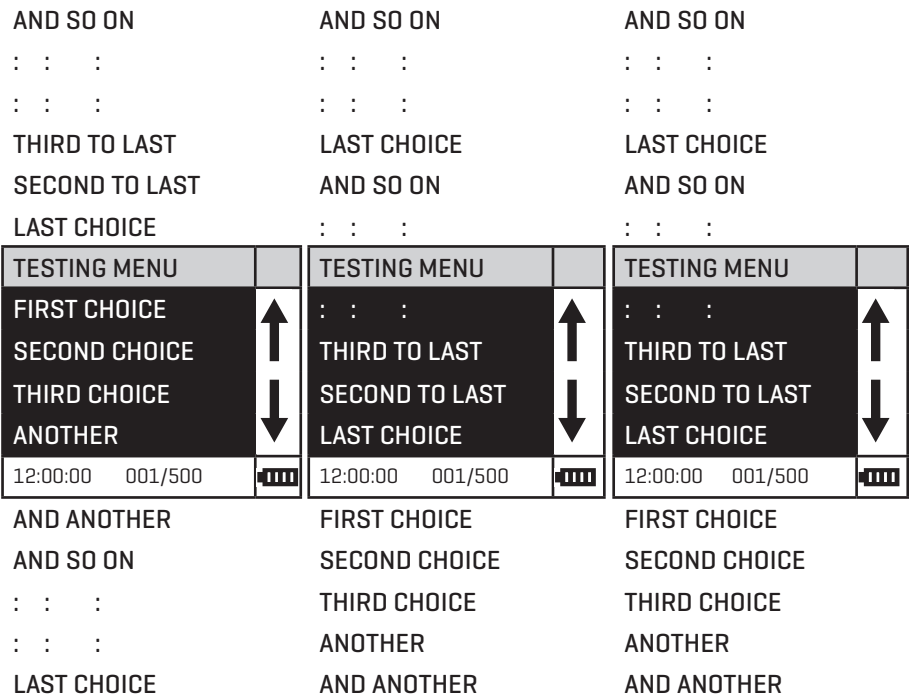 AND SO ON
: : :
: : :
THIRD TO LAST
SECOND TO LAST
LAST CHOICE
TESTING MENU
FIRST CHOICE
SECOND CHOICE
THIRD CHOICE
ANOTHER
12:00:00 001/500
AND ANOTHER
AND SO ON
: : :
: : :
LAST CHOICE
AND SO ON
: : :
: : :
LAST CHOICE
AND SO ON
: : :
TESTING MENU
: : :
THIRD TO LAST
SECOND TO LAST
LAST CHOICE
12:00:00 001/500
FIRST CHOICE
SECOND CHOICE
THIRD CHOICE
ANOTHER
AND ANOTHER
AND SO ON
: : :
: : :
LAST CHOICE
AND SO ON
: : :
TESTING MENU
: : :
THIRD TO LAST
SECOND TO LAST
LAST CHOICE
12:00:00 001/500
FIRST CHOICE
SECOND CHOICE
THIRD CHOICE
ANOTHER
AND ANOTHER